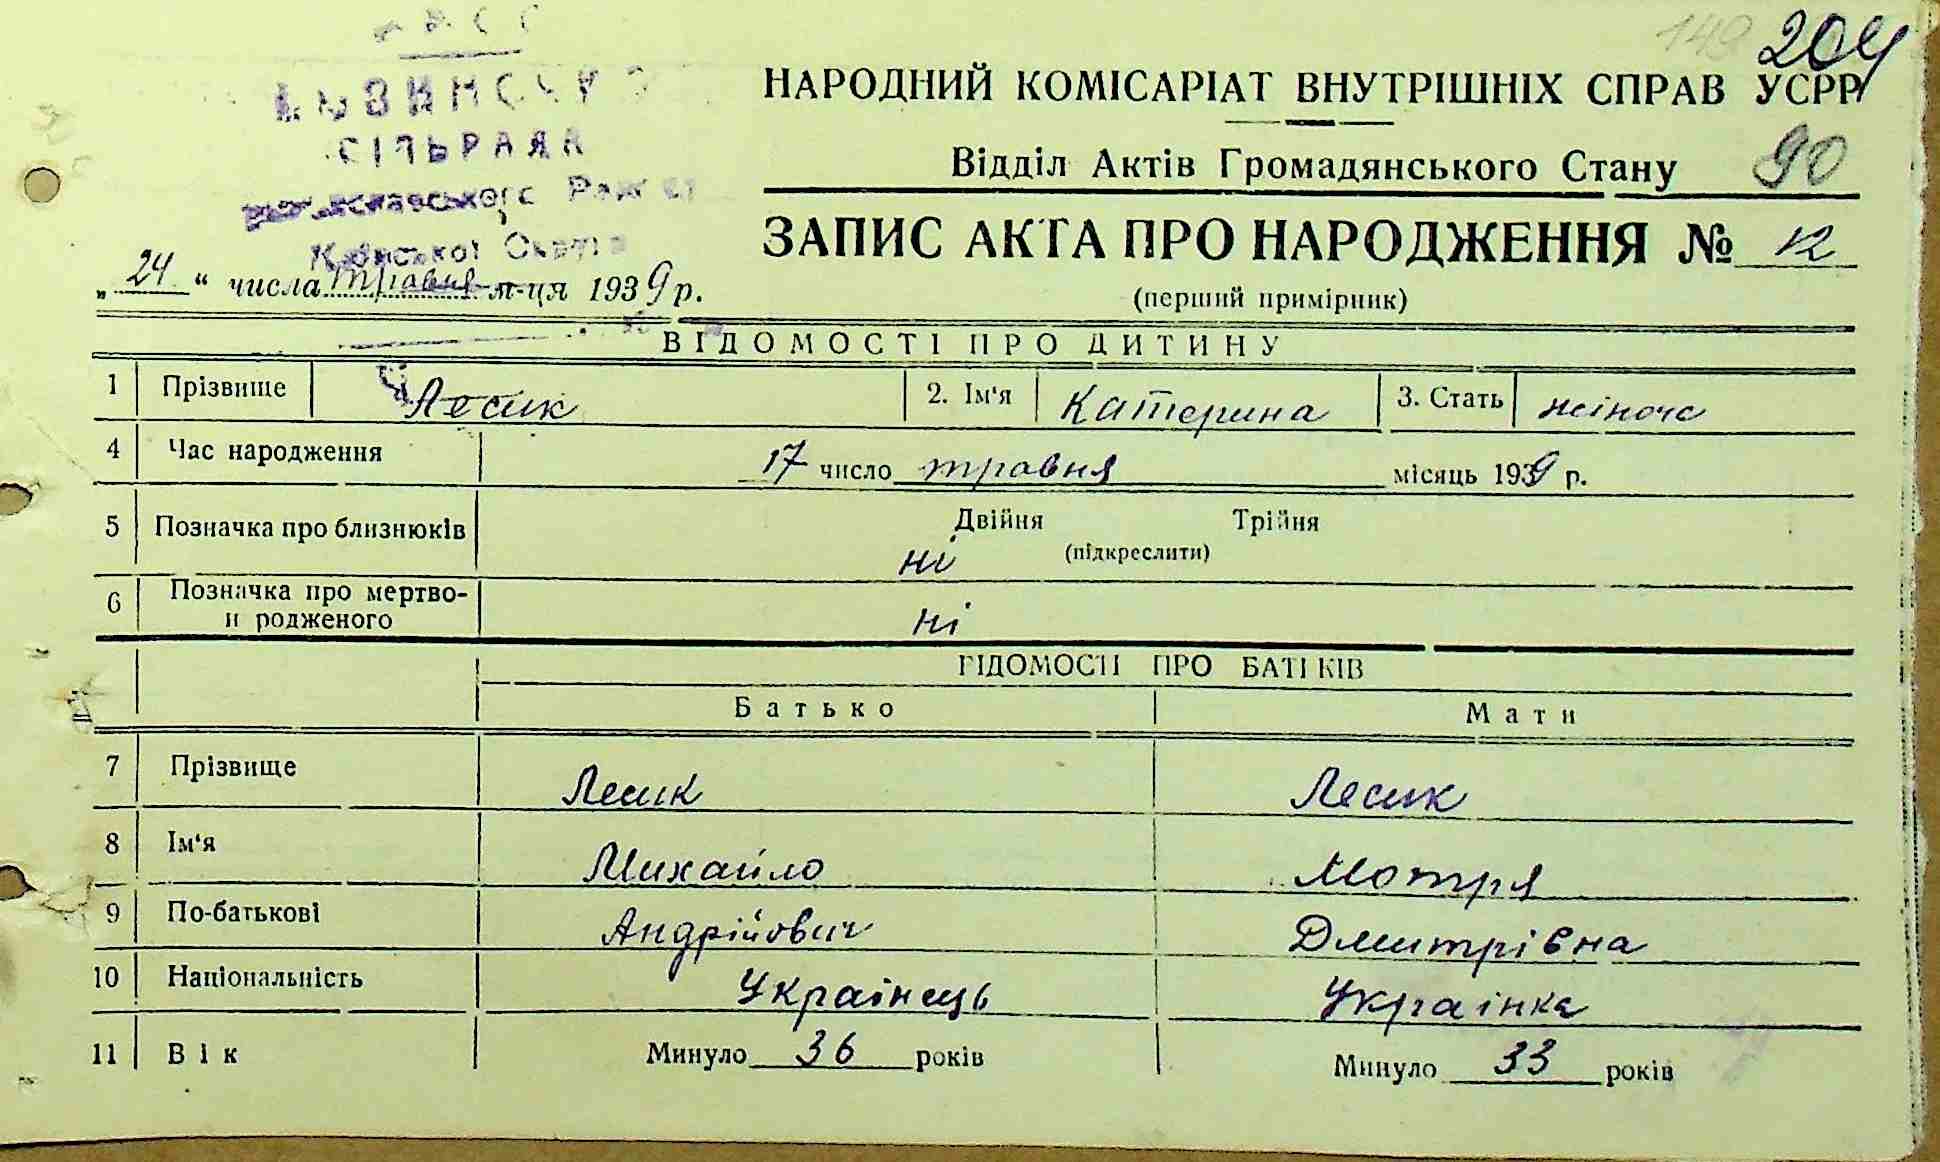 149 204
НАРОДНИЙ КОМІСАРІАТ ВНУТРІШНІХ СПРАВ УСРР
СІЛЬРАДА
Відділ Актів Громадянського Стану 90
ЗАПИС АКТА ПРО НАРОДЖЕННЯ № 12
„24“ числа травня м-ця 1939 р.
(перший примірник)
ВІДОМОСТІ ПРО ДИТИНУ
1 Прізвище Лесик 2. Ім'я Катерина 3. Стать жіноча
4 Час народження 17 число травня місяць 1939 р.
5 Позначка про близнюків ні Двійня Трійня
(підкреслити)
6 Позначка про мертво-
н родженого ні
ВІДОМОСТІ ПРО БАТЬКІВ
Батько Мати
7 Прізвище Лесик Лесик
8 Ім'я Михайло Мотря
9 По-батькові Андрійович Дмитрівна
10 Національність Українець Українка
11 Вік Минуло 36 років Минуло 33 років